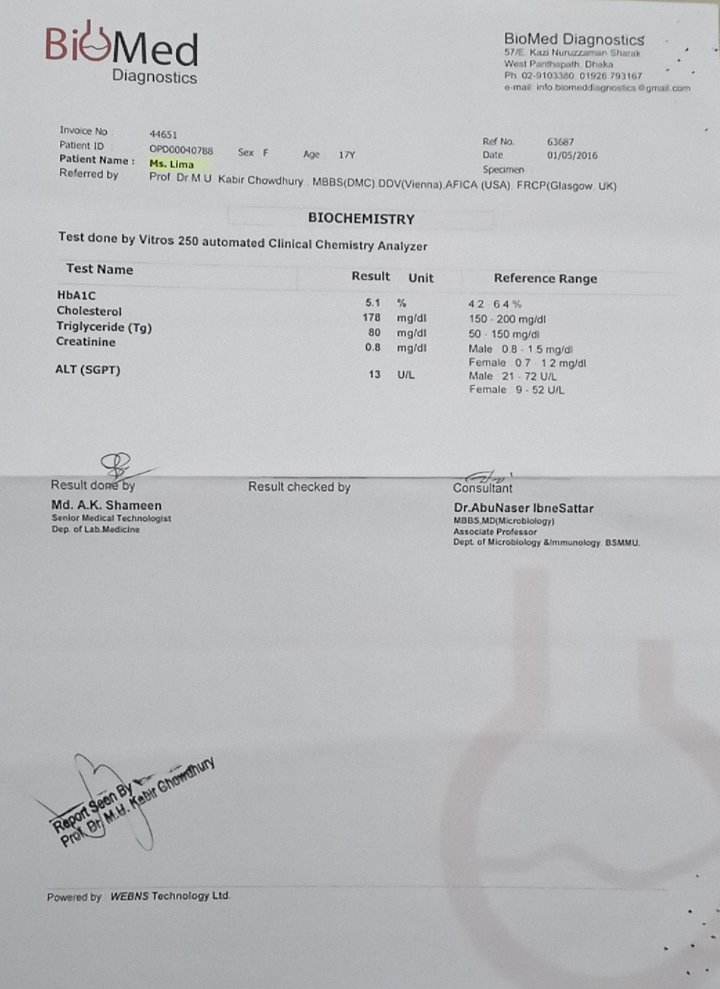 BioMed
Diagnostics
BioMed Diagnostics
57/E, Kazi Nuruzzaman Sharak
West Panthapath, Dhaka
Ph. 02-9103380, 01926 793167
e-mail: info.biomeddiagnostics@gmail.com
Invoice No 44651
Patient ID OPD00040788 Sex F Age 17Y Ref No. 63687
Patient Name : Ms. Lima Date 01/05/2016
Referred by Prof. Dr.M.U. Kabir Chowdhury. MBBS(DMC).DDV(Vienna).AFICA (USA). FRCP(Glasgow, UK) Specimen
BIOCHEMISTRY
Test done by Vitros 250 automated Clinical Chemistry Analyzer
Test Name Result Unit Reference Range
HbA1C 5.1 % 4.2 6.4%
Cholesterol 178 mg/dl 150 - 200 mg/dl
Triglyceride (Tg) 80 mg/dl 50 - 150 mg/dl
Creatinine 0.8 mg/dl Male 0.8 - 1.5 mg/dl
Female 0.7 - 1.2 mg/dl
ALT (SGPT) 13 U/L Male 21 - 72 U/L
Female 9 - 52 U/L
Result done by Result checked by Consultant
Md. A.K. Shameen Dr.AbuNaser IbneSattar
Senior Medical Technologist MBBS,MD(Microbiology)
Dep. of Lab.Medicine Associate Professor
Dept. of Microbiology &Immunology. BSMMU.
Report Seen By
Prof. Dr. M.U. Kabir Chowdhury
Powered by WEBNS Technology Ltd.